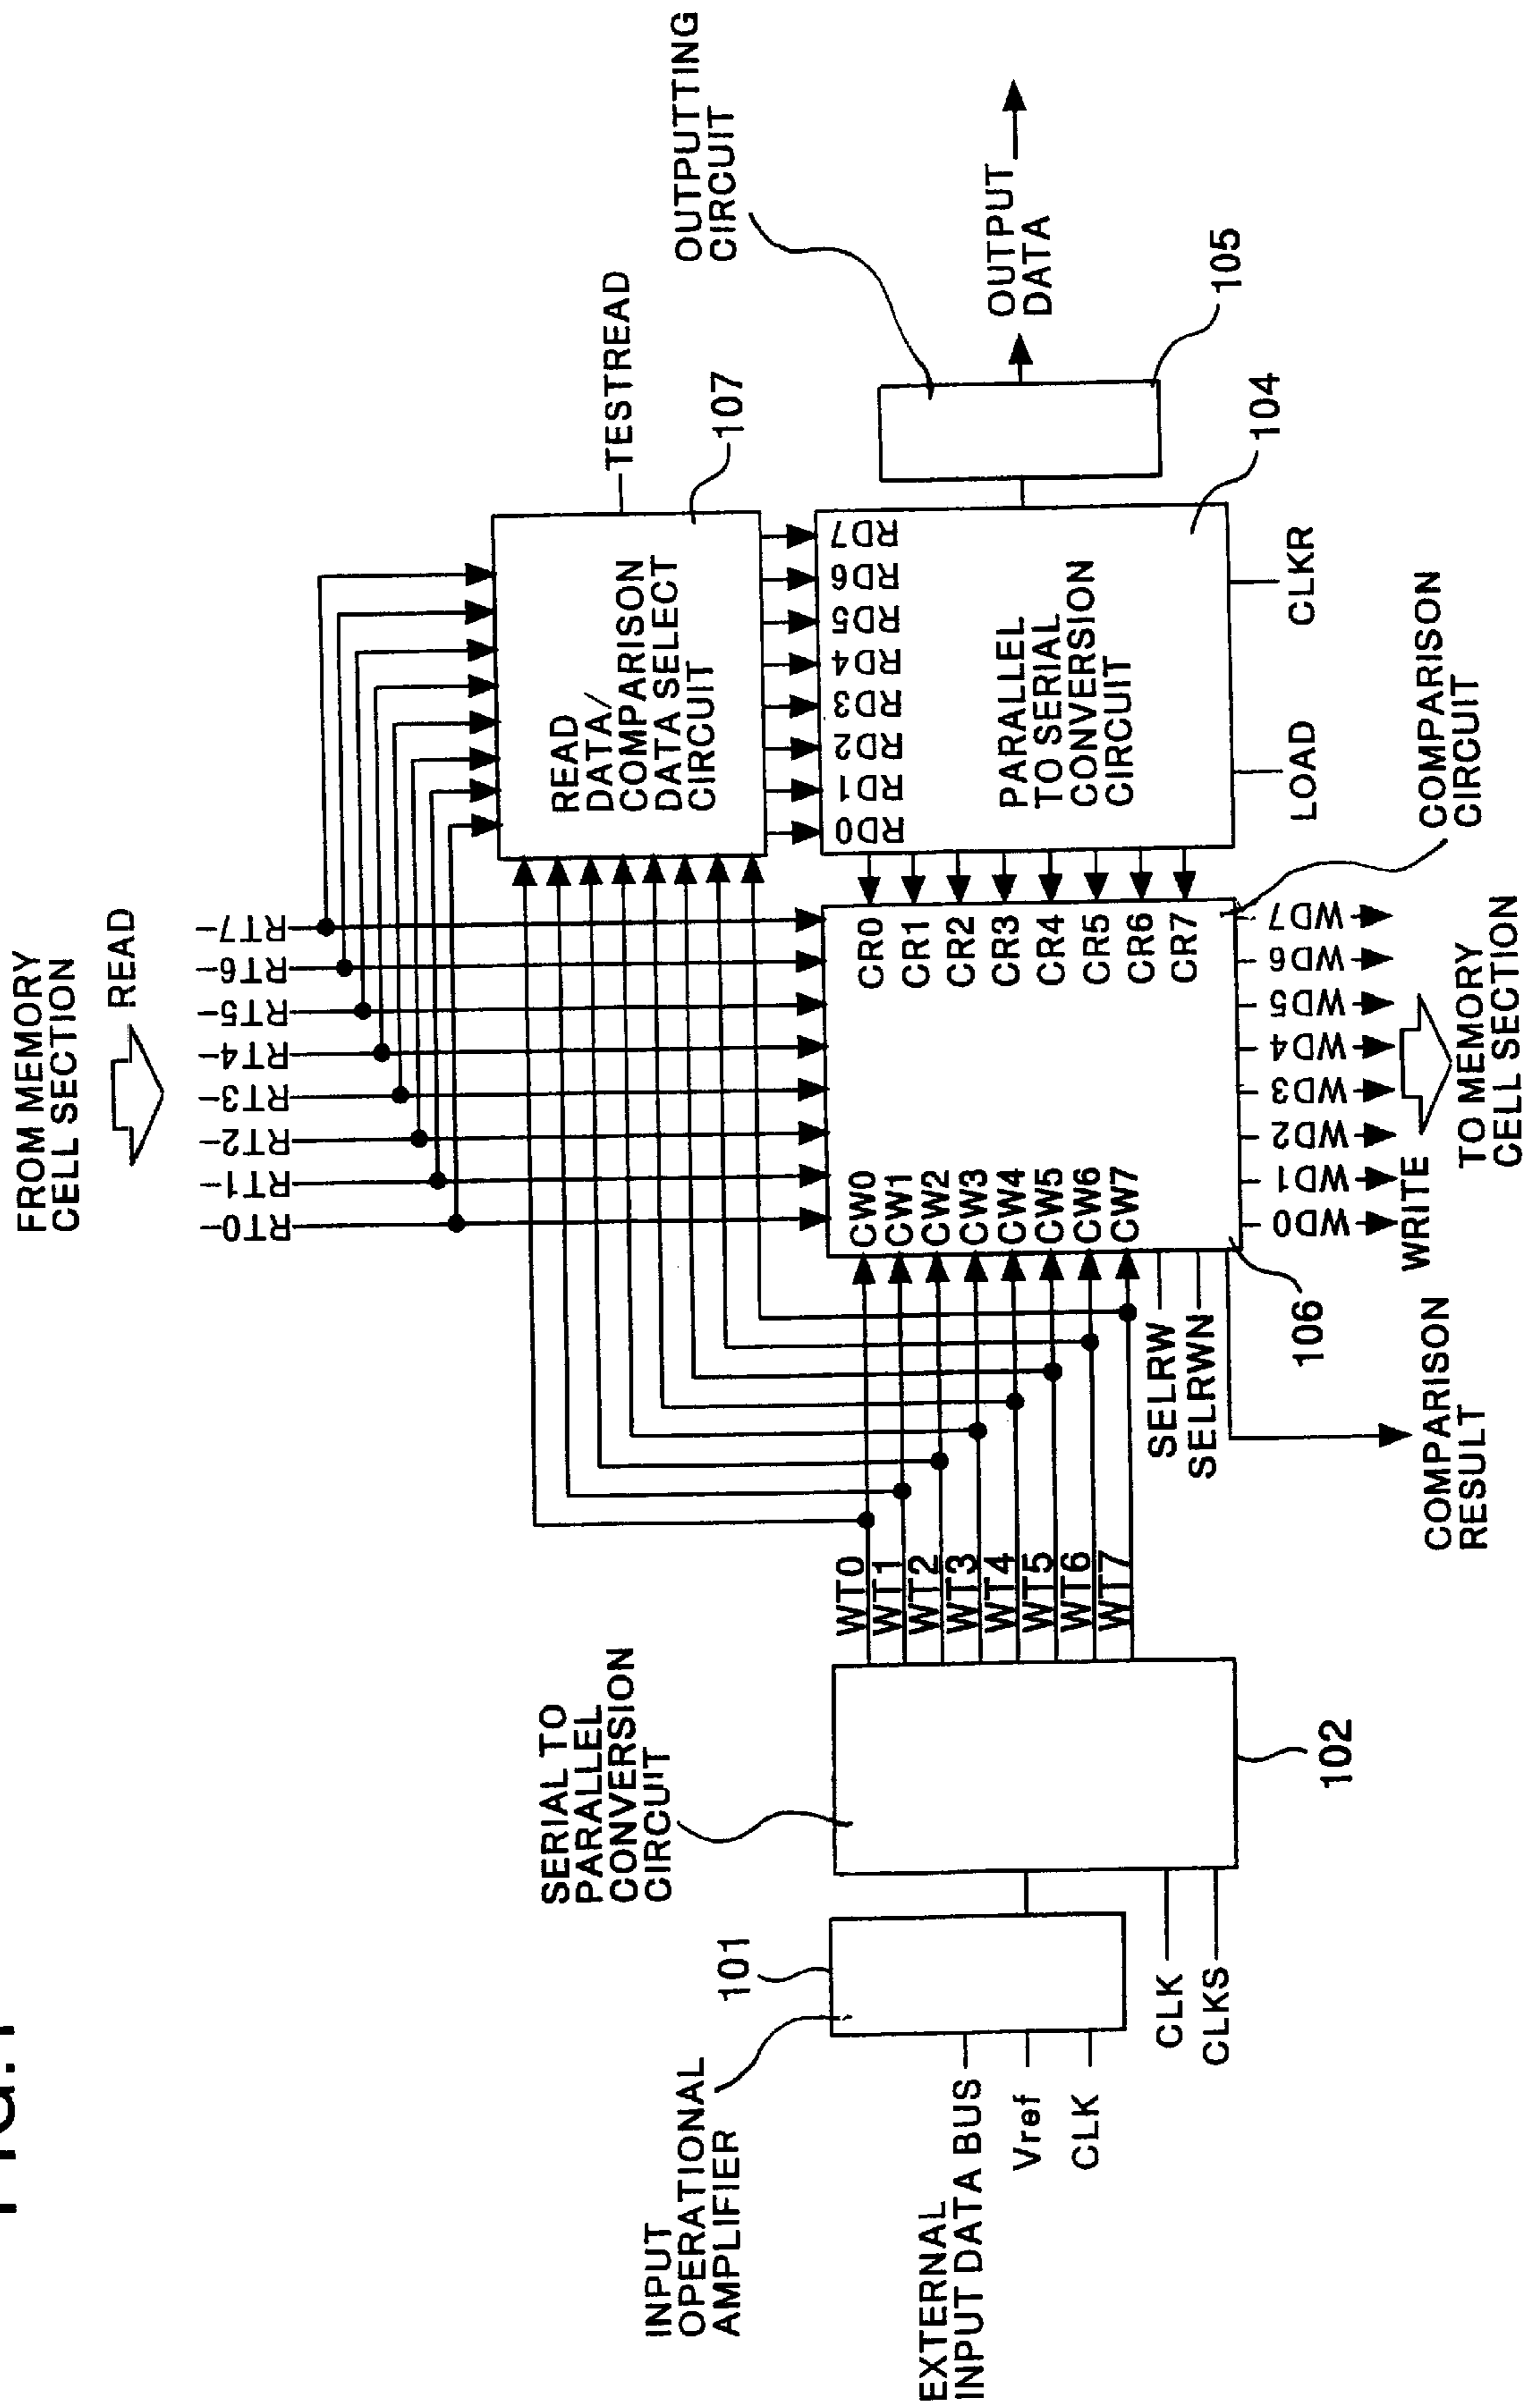 FROM MEMORY
CELL SECTION
READ
RT0
RT1
RT2
RT3
RT4
RT5
RT6
RT7
READ
DATA/
COMPARISON
DATA SELECT
CIRCUIT
TESTREAD
107
OUTPUTTING
CIRCUIT
OUTPUT
DATA
105
RD0
RD1
RD2
RD3
RD4
RD5
RD6
RD7
PARALLEL
TO SERIAL
CONVERSION
CIRCUIT
104
LOAD
CLKR
CR0
CR1
CR2
CR3
CR4
CR5
CR6
CR7
COMPARISON
CIRCUIT
CW0
CW1
CW2
CW3
CW4
CW5
CW6
CW7
SELRW
SELRWN
106
COMPARISON
RESULT
WD0
WD1
WD2
WD3
WD4
WD5
WD6
WD7
WRITE
TO MEMORY
CELL SECTION
WT0
WT1
WT2
WT3
WT4
WT5
WT6
WT7
SERIAL TO
PARALLEL
CONVERSION
CIRCUIT
102
101
INPUT
OPERATIONAL
AMPLIFIER
EXTERNAL
INPUT DATA BUS
Vref
CLK
CLK
CLKS